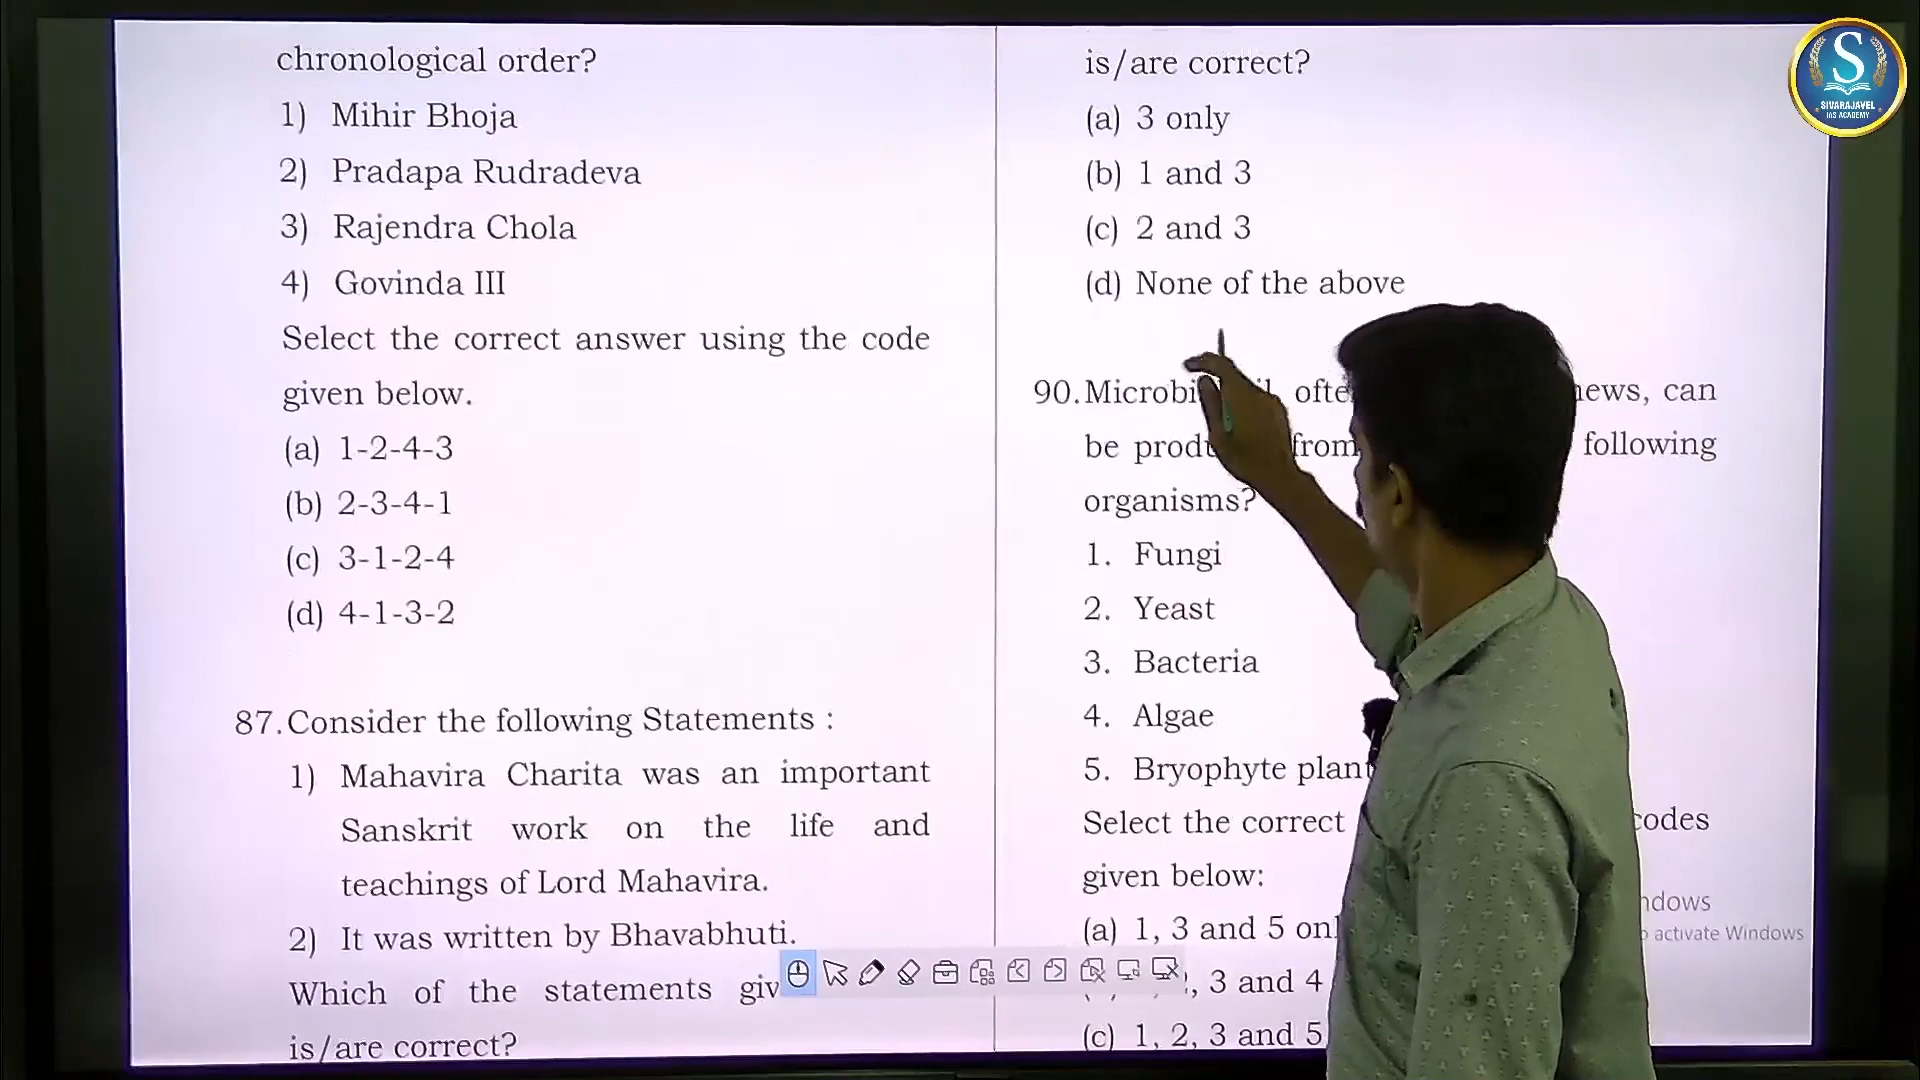 chronological order?
1) Mihir Bhoja
2) Pradapa Rudradeva
3) Rajendra Chola
4) Govinda III
Select the correct answer using the code
given below.
(a) 1-2-4-3
(b) 2-3-4-1
(c) 3-1-2-4
(d) 4-1-3-2
87. Consider the following Statements :
1) Mahavira Charita was an important
Sanskrit work on the life and
teachings of Lord Mahavira.
2) It was written by Bhavabhuti.
Which of the statements
is/are correct?
is/are correct?
(a) 3 only
(b) 1 and 3
(c) 2 and 3
(d) None of the above
90. can
be from following
organisms?
1. Fungi
2. Yeast
3. Bacteria
4. Algae
5. Bryophyte
Select the correct
given below:
(a) 1, 3 and 5
3 and 4
(c) 1, 2, 3 and 5
activate Windows
S
SIVARAJAVEL
IAS ACADEMY